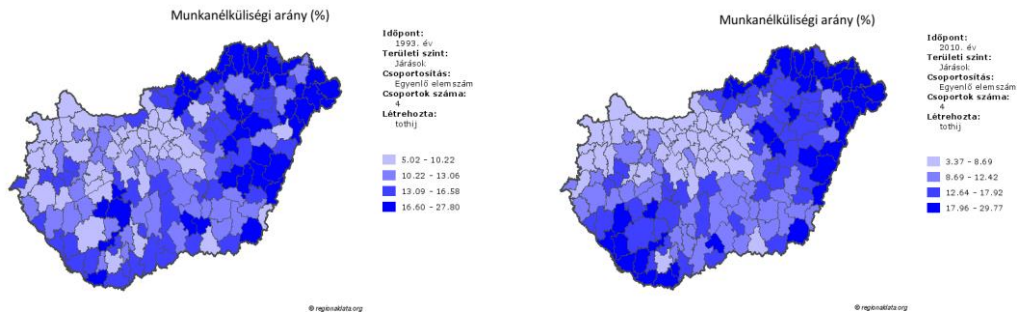 Munkanélküliségi arány (%)
Időpont:
1993. év
Területi szint:
Járások
Csoportosítás:
Egyenlő elemszám
Csoportok száma:
4
Létrehozta:
tothij
5.02 - 10.22
10.22 - 13.06
13.09 - 16.58
16.60 - 27.80
© regionaldata.org
Munkanélküliségi arány (%)
Időpont:
2010. év
Területi szint:
Járások
Csoportosítás:
Egyenlő elemszám
Csoportok száma:
4
Létrehozta:
tothij
3.37 - 8.69
8.69 - 12.42
12.64 - 17.92
17.96 - 29.77
© regionaldata.org